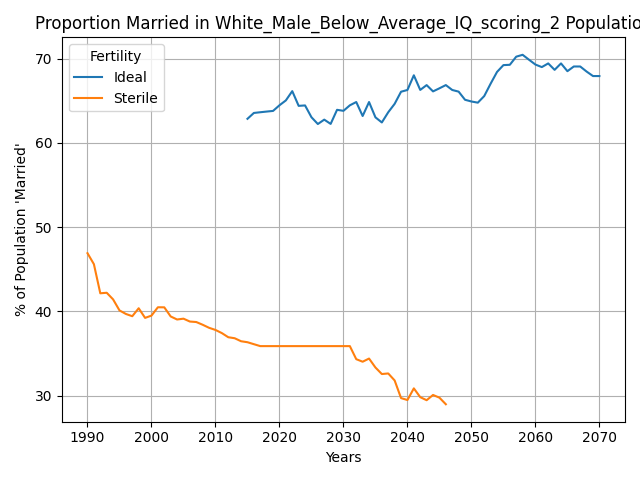 Proportion Married in White_Male_Below_Average_IQ_scoring_2 Populatio
Fertility
Ideal
Sterile
% of Population 'Married'
70
60
50
40
30
1990 2000 2010 2020 2030 2040 2050 2060 2070
Years